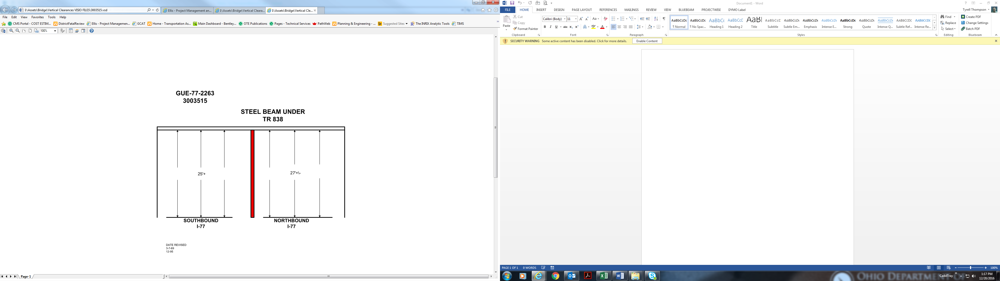 I:\Assets\Bridge\Vertical Clearances VISIO FILES\3003515.vsd
Ellis - Project Management an...
I:\Assets\Bridge\Vertical Cleara...
I:\Assets\Bridge\Vertical Cle...
File Edit View Favorites Tools Help
CMS Portal - COST ESTIM... DistrictFatalReview Ellis - Project Managemen... GCAT Home - Transportation As... Main Dashboard - Bentley... OTE Publications Pages - Technical Services PathWeb Planning & Engineering - ... Suggested Sites The INRIX Analytic Tools TIMS
100%
GUE-77-2263
3003515
STEEL BEAM UNDER
TR 838
25'+
27'+\-
SOUTHBOUND
I-77
NORTHBOUND
I-77
DATE REVISED
3-7-69
12-95
Page-1
Document1 - Word
FILE HOME INSERT DESIGN PAGE LAYOUT REFERENCES MAILINGS REVIEW VIEW BLUEBEAM PROJECTWISE DYMO Label
Tyrell Thompson
Paste
Cut
Copy
Format Painter
Clipboard
Calibri (Body) 11
Font
Paragraph
AaBbCcDc AaBbCcDc AaBbCc AaBbCcD AaBl AaBbCcD AaBbCcDc AaBbCcDc AaBbCcDc AaBbCcDc AaBbCcDc AaBbCcDc AABBCCDD AABBCCDD
¶ Normal ¶ No Spac... Heading 1 Heading 2 Title Subtitle Subtle Em... Emphasis Intense E... Strong Quote Intense Q... Subtle Ref... Intense Re...
Styles
Find
Replace
Select
Editing
Create PDF
Change Settings
Batch PDF
Bluebeam
SECURITY WARNING Some active content has been disabled. Click for more details. Enable Content
PAGE 1 OF 1 0 WORDS
100%
OHIO DEPARTMENT OF
CaddTray
1:17 PM
12/20/2016